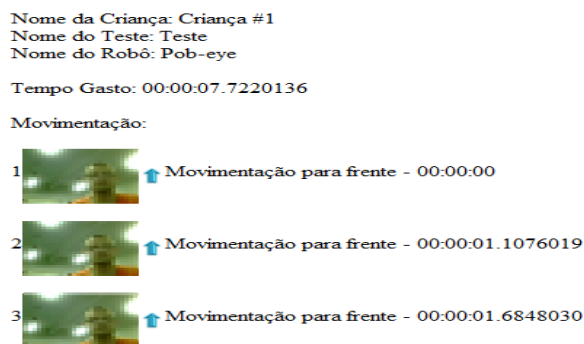 Nome da Criança: Criança #1
Nome do Teste: Teste
Nome do Robô: Pob-eye
Tempo Gasto: 00:00:07.7220136
Movimentação:
1 Movimentação para frente - 00:00:00
2 Movimentação para frente - 00:00:01.1076019
3 Movimentação para frente - 00:00:01.6848030